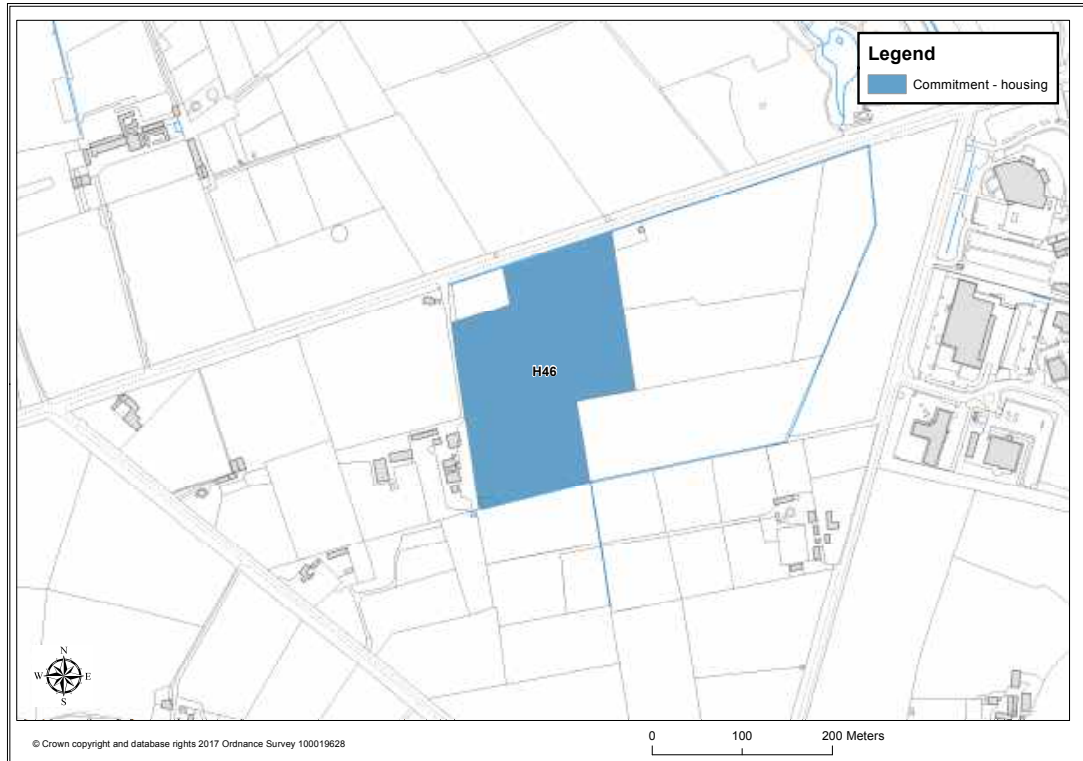 Legend
Commitment - housing
H46
N
W E
S
© Crown copyright and database rights 2017 Ordnance Survey 100019628
0 100 200 Meters